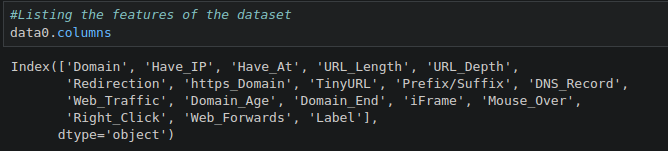 #Listing the features of the dataset
data0.columns
Index(['Domain', 'Have_IP', 'Have_At', 'URL_Length', 'URL_Depth',
       'Redirection', 'https_Domain', 'TinyURL', 'Prefix/Suffix', 'DNS_Record',
       'Web_Traffic', 'Domain_Age', 'Domain_End', 'iFrame', 'Mouse_Over',
       'Right_Click', 'Web_Forwards', 'Label'],
      dtype='object')